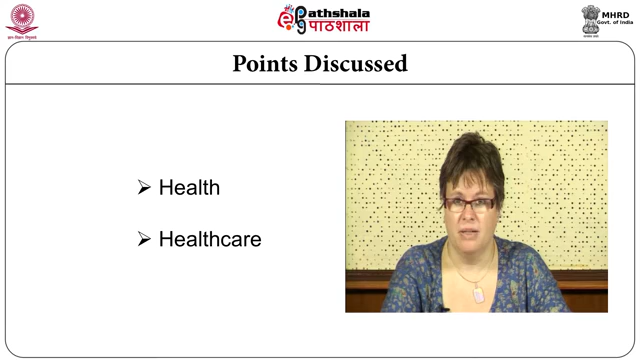 Pathshala
पाठशाला
MHRD
Govt. of India
Points Discussed
➢ Health
➢ Healthcare